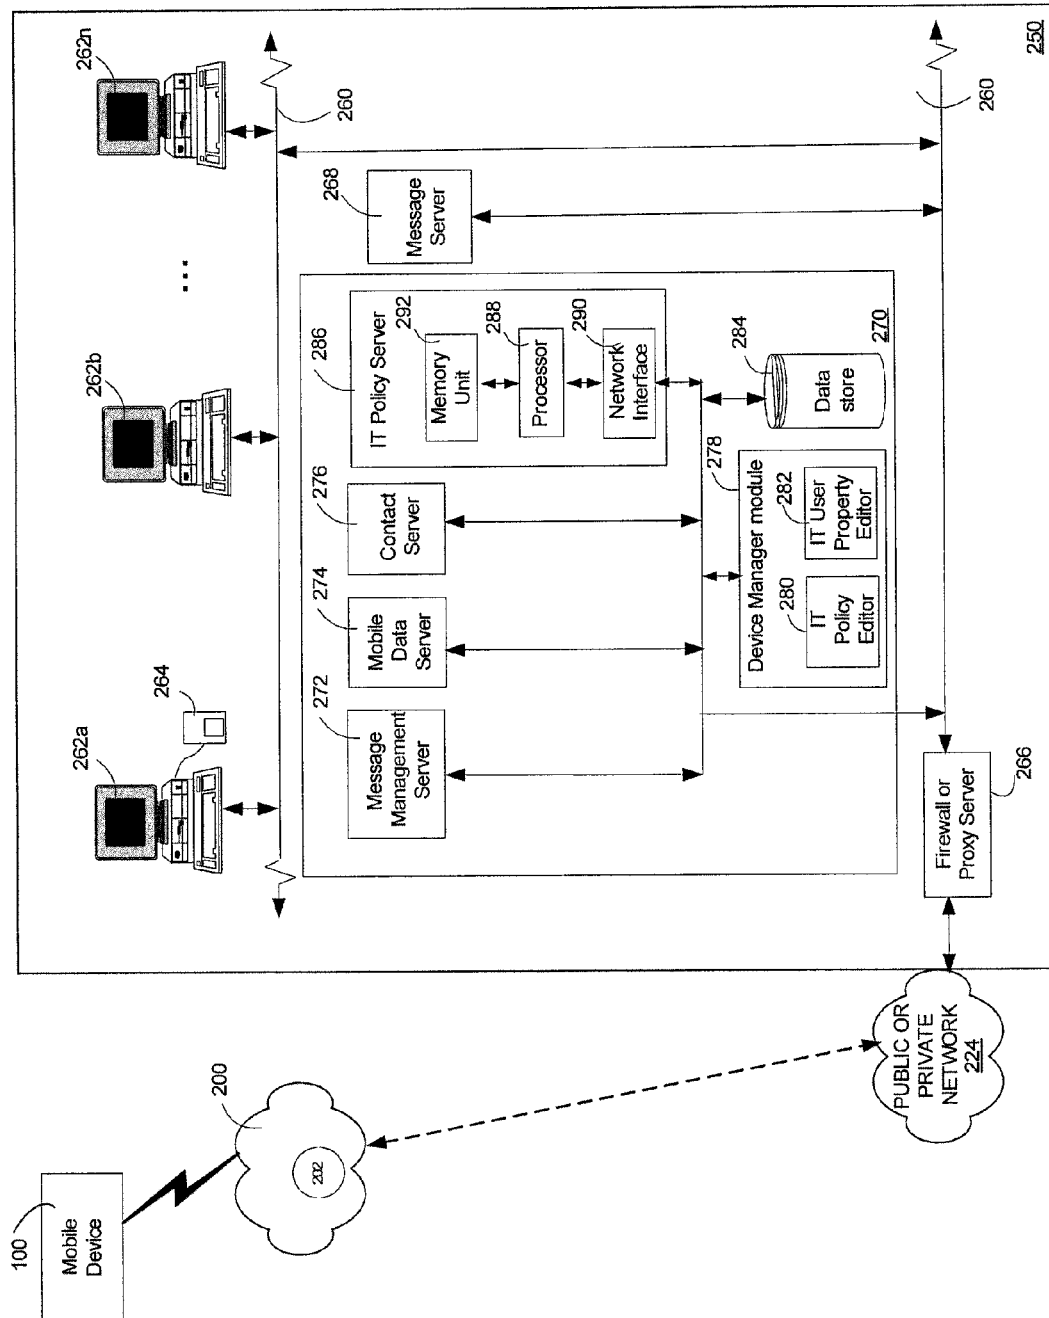 100
Mobile
Device
200
202
262a
264
262b
...
262n
260
272
Message
Management
Server
274
Mobile
Data
Server
276
Contact
Server
286
IT Policy Server
292
Memory
Unit
288
Processor
290
Network
Interface
268
Message
Server
278
Device Manager module
280
IT
Policy
Editor
282
IT User
Property
Editor
284
Data
store
270
PUBLIC OR
PRIVATE
NETWORK
224
Firewall or
Proxy Server
266
260
250